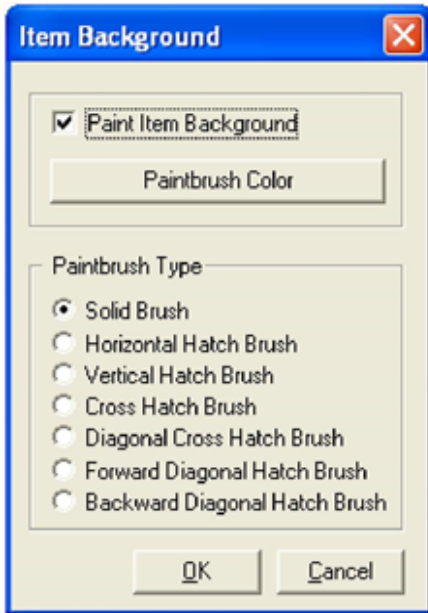 Item Background
Paint Item Background
Paintbrush Color
Paintbrush Type
Solid Brush
Horizontal Hatch Brush
Vertical Hatch Brush
Cross Hatch Brush
Diagonal Cross Hatch Brush
Forward Diagonal Hatch Brush
Backward Diagonal Hatch Brush
OK Cancel